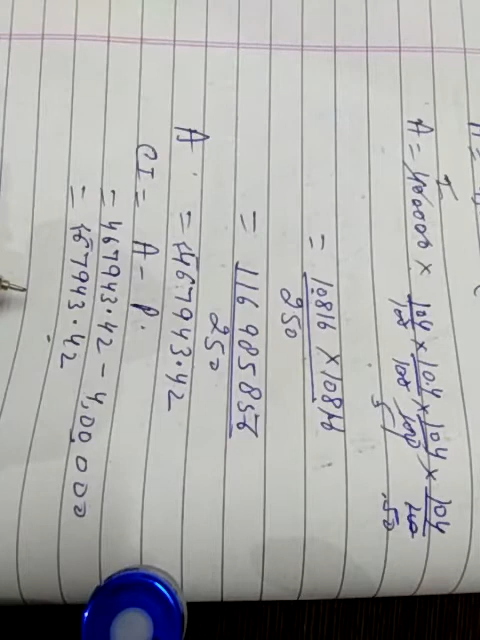 A = 400000 × 104/100 × 104/100 × 104/100 × 104/100
= 10816 × 10816 / 250
= 116985856 / 250
A = 467943.42
CI = A - P.
= 467943.42 - 4,00,000
= 67943.42